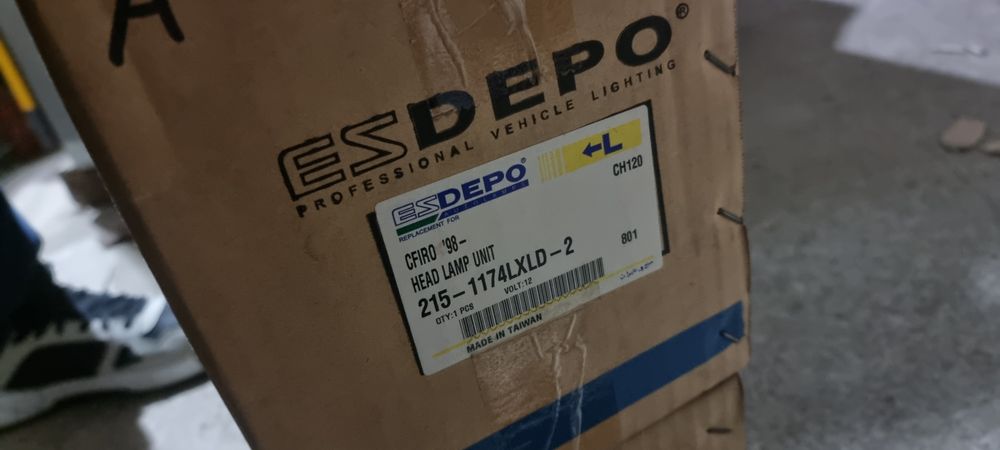 A
ESDEPO®
PROFESSIONAL VEHICLE LIGHTING
ESDEPO®
AUTOLAMP
REPLACEMENT FOR
←L
CH120
CFIRO '98-
HEAD LAMP UNIT
801
215-1174LXLD-2
QTY:1 PCS VOLT:12
MADE IN TAIWAN